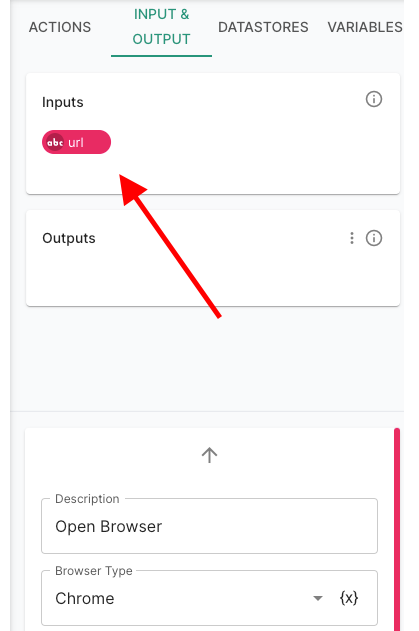 ACTIONS
INPUT &
OUTPUT
DATASTORES
VARIABLES
Inputs
abc url
Outputs
Description
Open Browser
Browser Type
Chrome
{x}